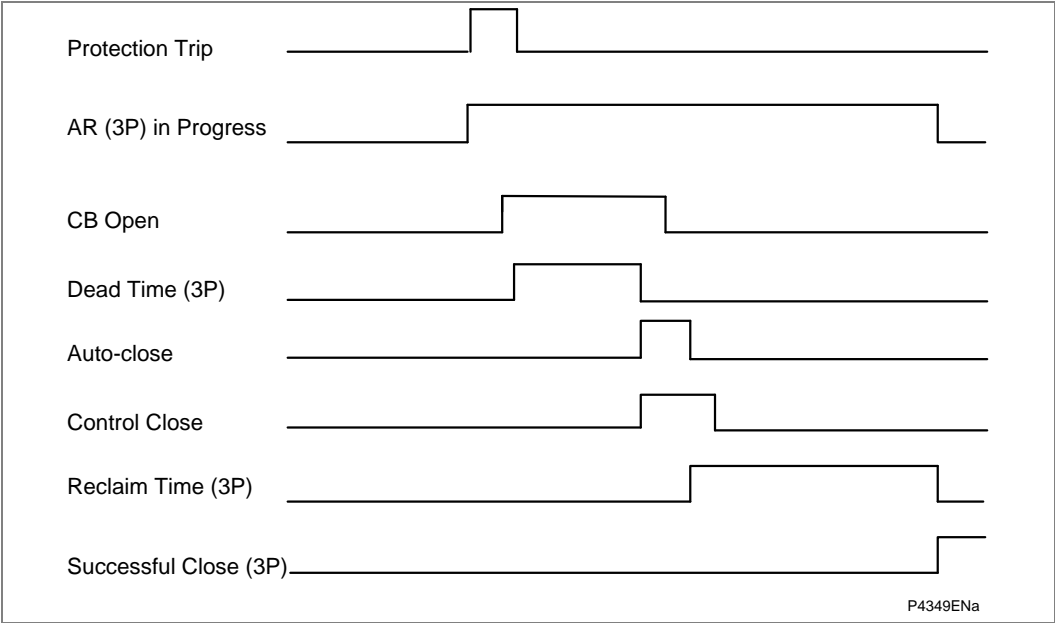 Protection Trip
AR (3P) in Progress
CB Open
Dead Time (3P)
Auto-close
Control Close
Reclaim Time (3P)
Successful Close (3P)
P4349ENa